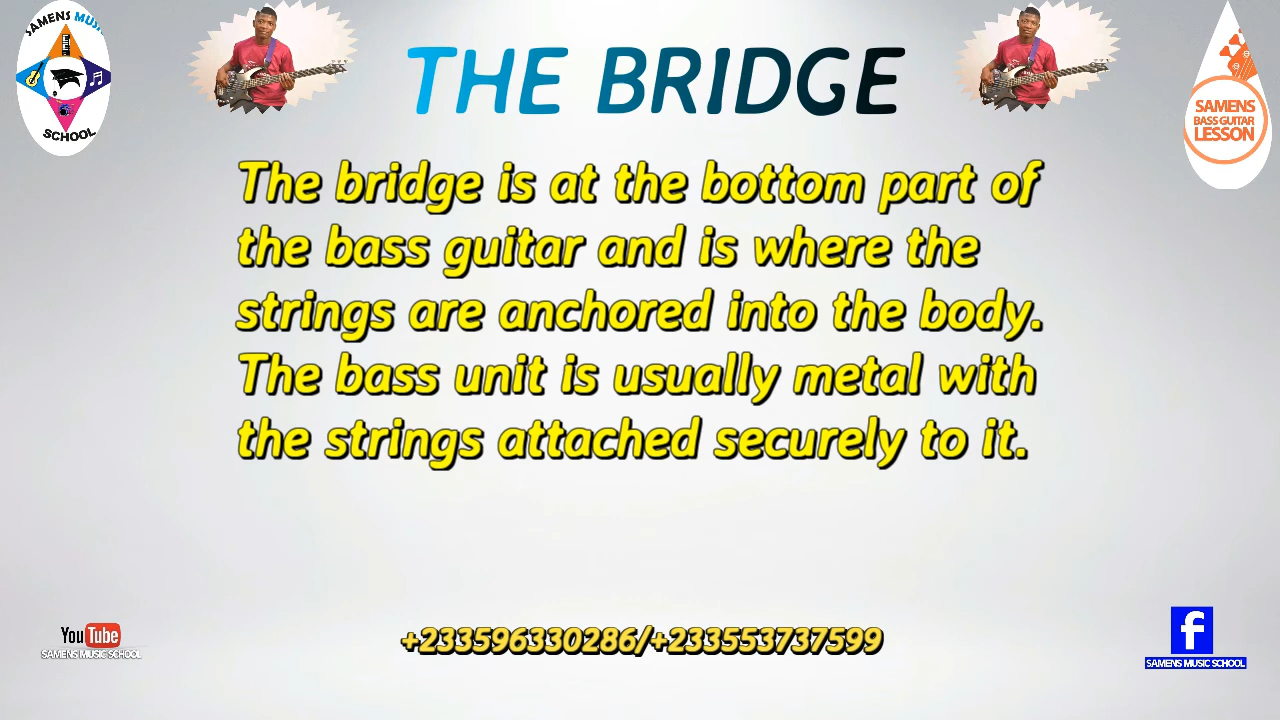 SAMENS MUSIC
SCHOOL
THE BRIDGE
SAMENS
BASS GUITAR
LESSON
The bridge is at the bottom part of
the bass guitar and is where the
strings are anchored into the body.
The bass unit is usually metal with
the strings attached securely to it.
YouTube
SAMENS MUSIC SCHOOL
+233596330286/+233553737599
f
SAMENS MUSIC SCHOOL